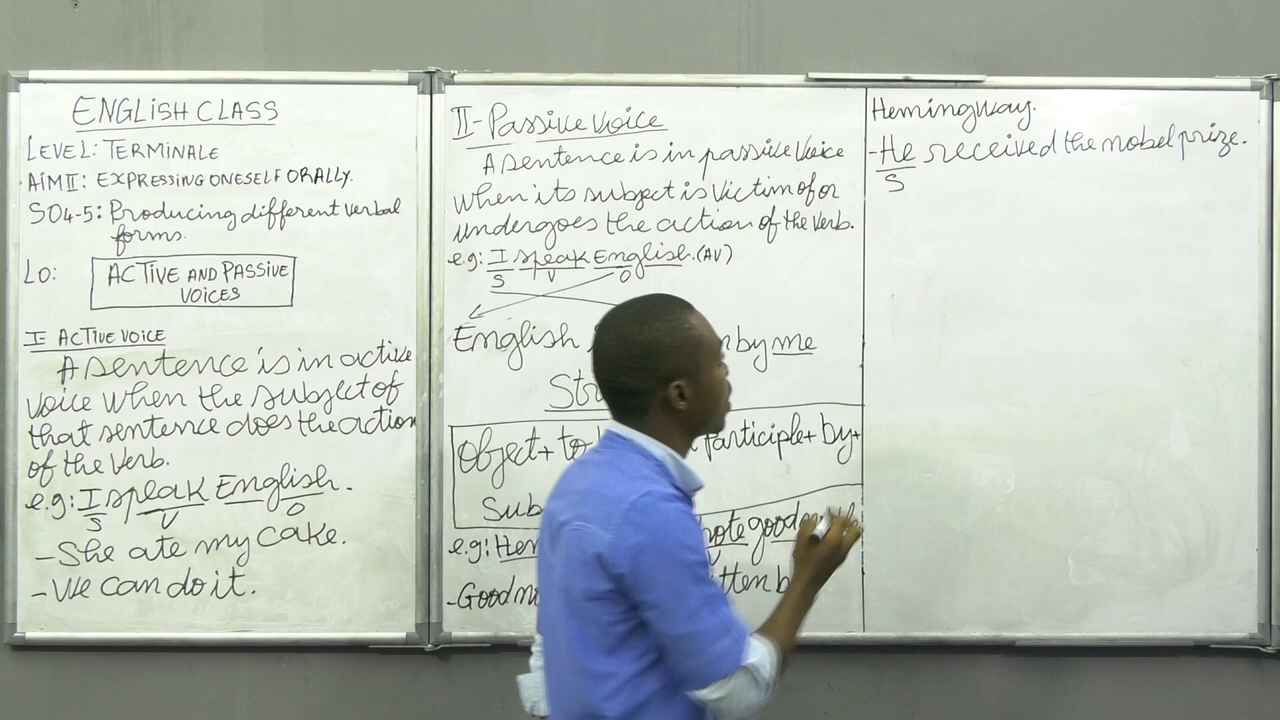 ENGLISH CLASS
LEVEL: TERMINALE
AIM II: EXPRESSING ONESELF ORALLY.
SO4-5: Producing different verbal
forms.
LO: ACTIVE AND PASSIVE
VOICES
I- ACTIVE VOICE
A sentence is in active
voice when the subject of
that sentence does the action
of the verb.
e.g: I speak English.
S V O
- She ate my cake.
- We can do it.
II- Passive voice
A sentence is in passive voice
when its subject is victim of or
undergoes the action of the verb.
e.g: I speak English. (AV)
S V O
English by me
Object + to Participle + by +
e.g: good
by
Hemingway.
- He received the nobel prize.
S